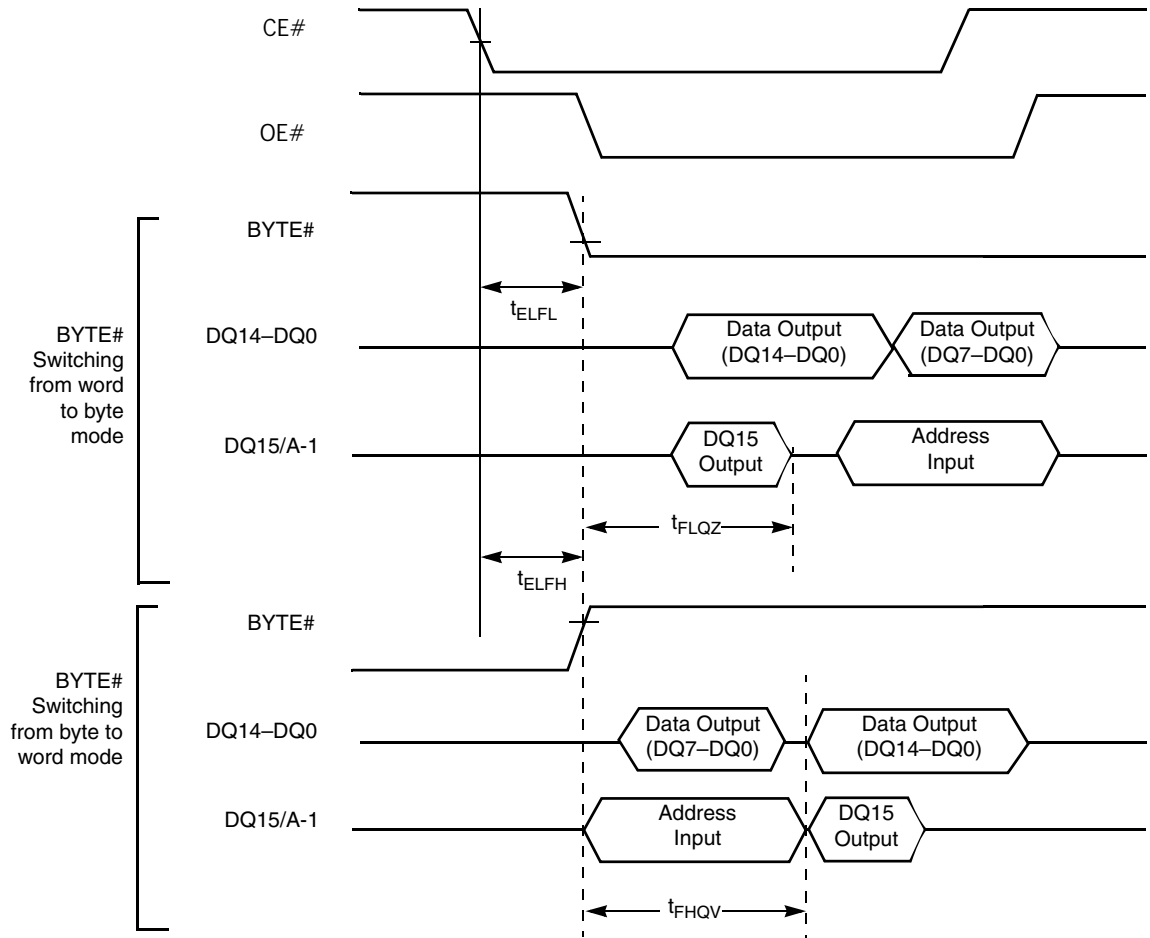 CE#
OE#
BYTE#
Switching
from word
to byte
mode
BYTE#
tELFL
DQ14–DQ0
Data Output
(DQ14–DQ0)
Data Output
(DQ7–DQ0)
DQ15/A-1
DQ15
Output
Address
Input
tFLQZ
tELFH
BYTE#
Switching
from byte to
word mode
BYTE#
DQ14–DQ0
Data Output
(DQ7–DQ0)
Data Output
(DQ14–DQ0)
DQ15/A-1
Address
Input
DQ15
Output
tFHQV